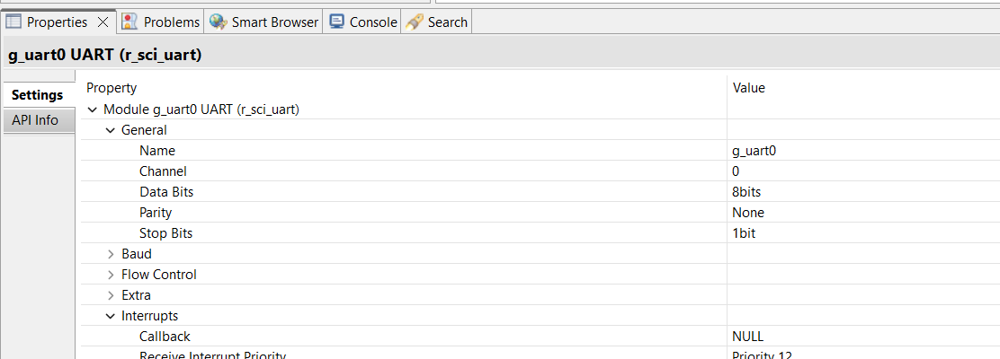 Properties Problems Smart Browser Console Search
g_uart0 UART (r_sci_uart)
Settings
API Info
Property Value
Module g_uart0 UART (r_sci_uart)
General
Name g_uart0
Channel 0
Data Bits 8bits
Parity None
Stop Bits 1bit
Baud
Flow Control
Extra
Interrupts
Callback NULL
Receive Interrupt Priority Priority 12